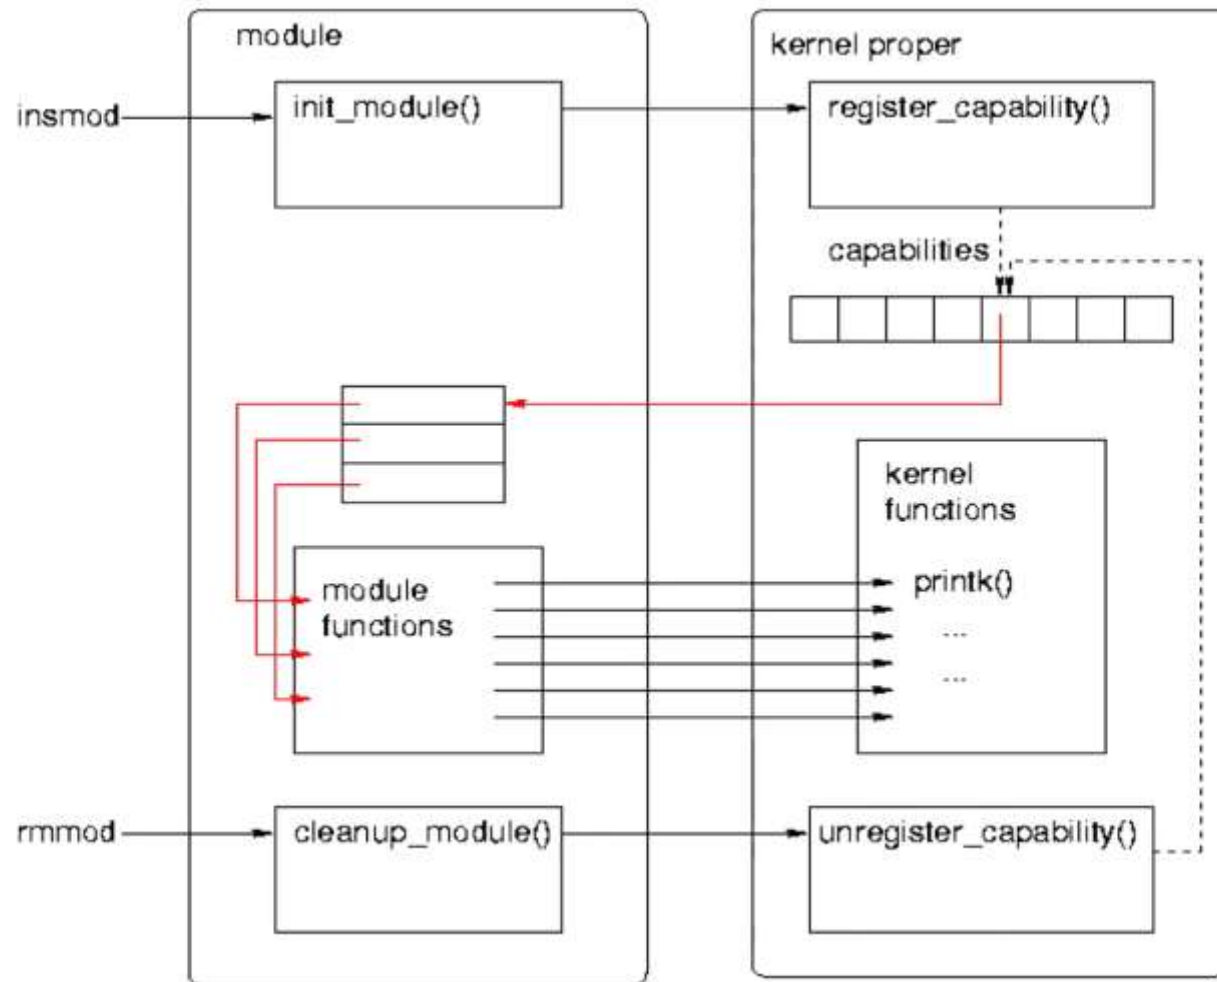 module
kernel proper
insmod
init_module()
register_capability()
capabilities
kernel
functions
module
functions
printk()
...
...
rmmod
cleanup_module()
unregister_capability()